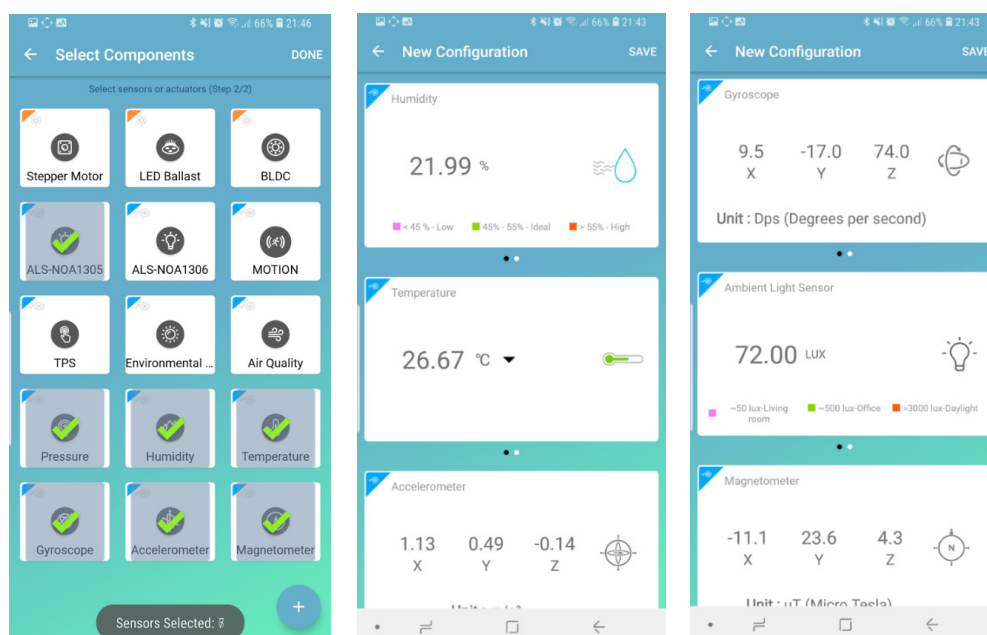 66% 21:46
Select Components DONE
Select sensors or actuators (Step 2/2)
Stepper Motor LED Ballast BLDC
ALS-NOA1305 ALS-NOA1306 MOTION
TPS Environmental ... Air Quality
Pressure Humidity Temperature
Gyroscope Accelerometer Magnetometer
+
Sensors Selected:
66% 21:43
New Configuration SAVE
Humidity
21.99 %
< 45 % - Low 45% - 55% - Ideal > 55% - High
Temperature
26.67 °C
Accelerometer
1.13 0.49 -0.14
X Y Z
66% 21:43
New Configuration SAVE
Gyroscope
9.5 -17.0 74.0
X Y Z
Unit : Dps (Degrees per second)
Ambient Light Sensor
72.00 LUX
~50 lux-Living room ~500 lux-Office >3000 lux-Daylight
Magnetometer
-11.1 23.6 4.3
N
X Y Z
Unit : uT (Micro Tesla)